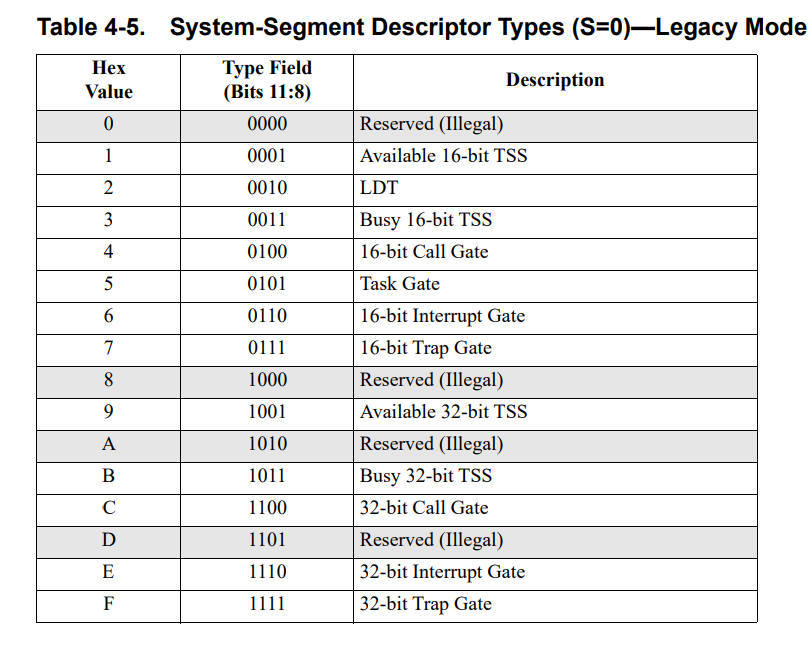 Table 4-5. System-Segment Descriptor Types (S=0)—Legacy Mode
Hex Value Type Field (Bits 11:8) Description
0 0000 Reserved (Illegal)
1 0001 Available 16-bit TSS
2 0010 LDT
3 0011 Busy 16-bit TSS
4 0100 16-bit Call Gate
5 0101 Task Gate
6 0110 16-bit Interrupt Gate
7 0111 16-bit Trap Gate
8 1000 Reserved (Illegal)
9 1001 Available 32-bit TSS
A 1010 Reserved (Illegal)
B 1011 Busy 32-bit TSS
C 1100 32-bit Call Gate
D 1101 Reserved (Illegal)
E 1110 32-bit Interrupt Gate
F 1111 32-bit Trap Gate